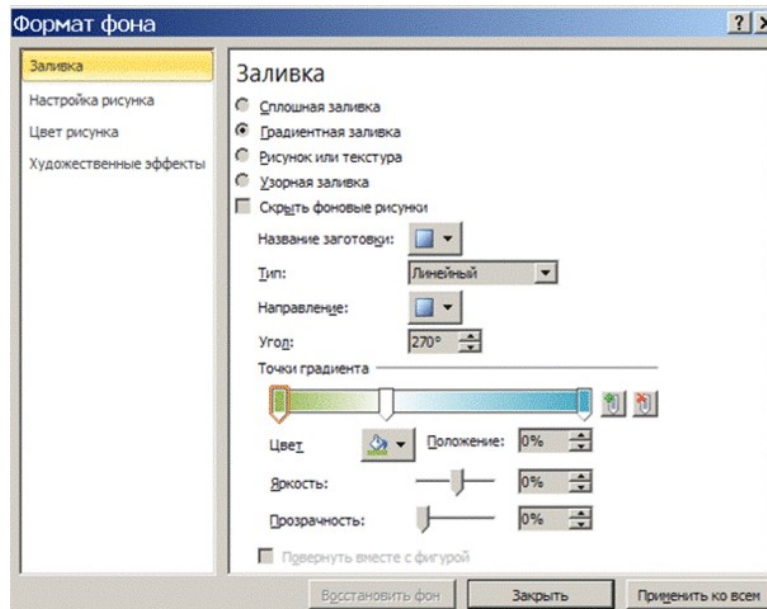 Формат фона
Заливка
Настройка рисунка
Цвет рисунка
Художественные эффекты
Заливка
Сплошная заливка
Градиентная заливка
Рисунок или текстура
Узорная заливка
Скрыть фоновые рисунки
Название заготовки:
Тип: Линейный
Направление:
Угол: 270°
Точки градиента
Цвет Положение: 0%
Яркость: 0%
Прозрачность: 0%
Повернуть вместе с фигурой
Восстановить фон Закрыть Применить ко всем